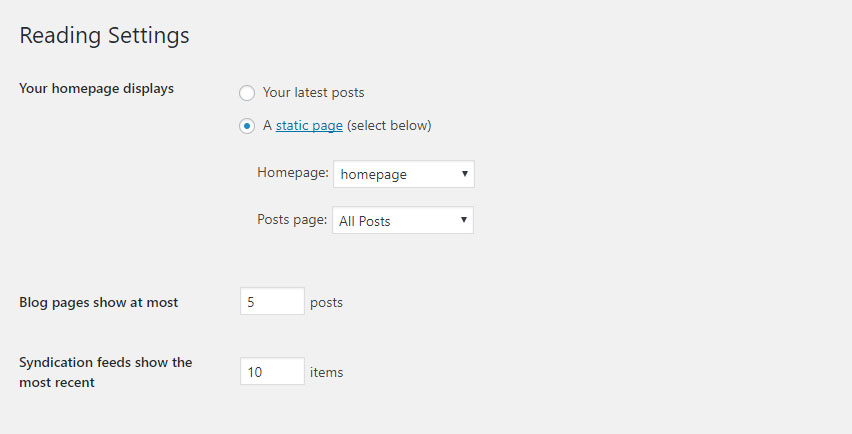 Reading Settings
Your homepage displays
Your latest posts
A static page (select below)
Homepage: homepage
Posts page: All Posts
Blog pages show at most 5 posts
Syndication feeds show the
most recent 10 items